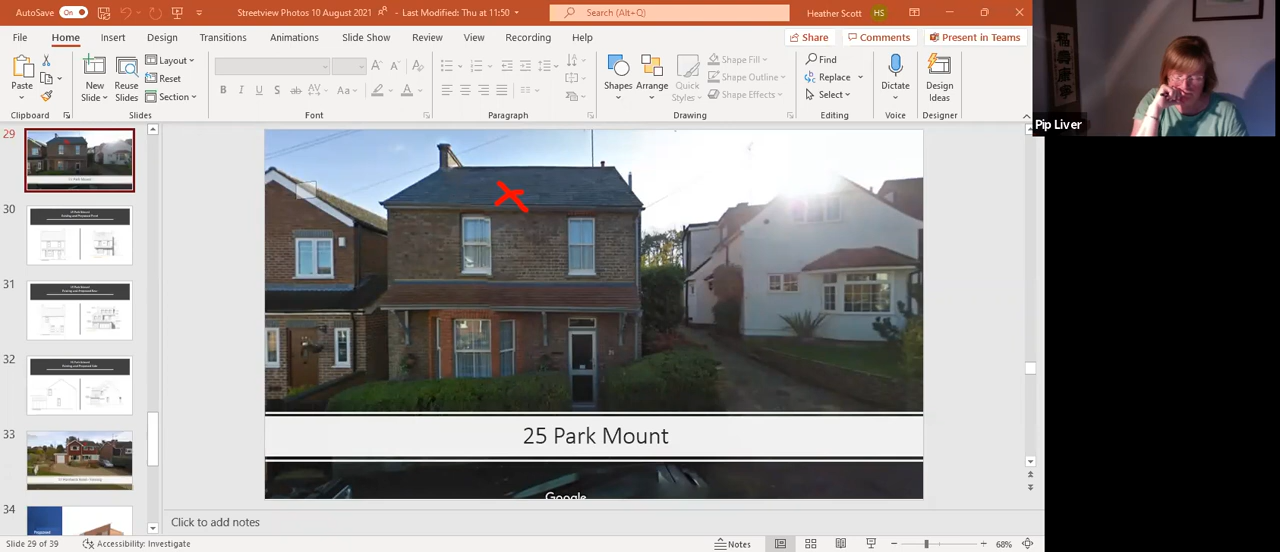 AutoSave On
Streetview Photos 10 August 2021
- Last Modified: Thu at 11:50
Search (Alt+Q)
Heather Scott
HS
File Home Insert Design Transitions Animations Slide Show Review View Recording Help
Share Comments Present in Teams
Paste
New Slide
Reuse Slides
Layout
Reset
Section
B I U S ab AV Aa A
Shapes Arrange Quick Styles
Shape Fill
Shape Outline
Shape Effects
Find
Replace
Select
Dictate
Design Ideas
Clipboard Slides Font Paragraph Drawing Editing Voice Designer
Pip Liver
29
30
31
32
33
34
25 Park Mount
Google
Click to add notes
Slide 29 of 39
Accessibility: Investigate
Notes
68%